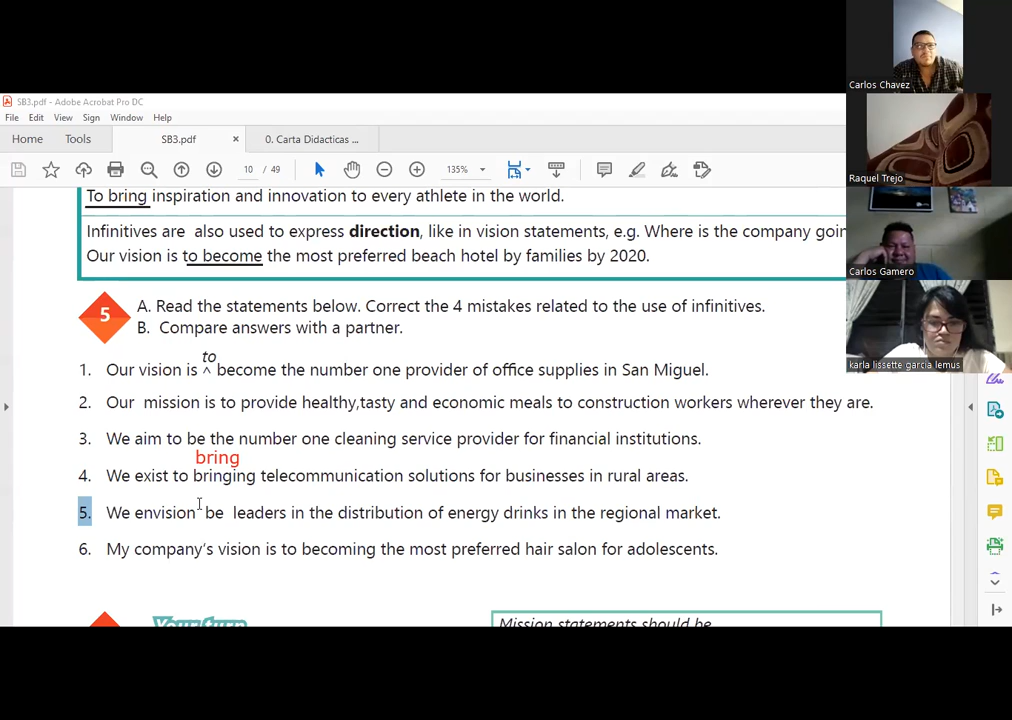 SB3.pdf - Adobe Acrobat Pro DC
File Edit View Sign Window Help
Home Tools SB3.pdf × 0. Carta Didacticas ...
10 / 49 135%
To bring inspiration and innovation to every athlete in the world.
Infinitives are also used to express direction, like in vision statements, e.g. Where is the company goin
Our vision is to become the most preferred beach hotel by families by 2020.
5
A. Read the statements below. Correct the 4 mistakes related to the use of infinitives.
B. Compare answers with a partner.
to
1. Our vision is ^ become the number one provider of office supplies in San Miguel.
2. Our mission is to provide healthy,tasty and economic meals to construction workers wherever they are.
3. We aim to be the number one cleaning service provider for financial institutions.
bring
4. We exist to bringing telecommunication solutions for businesses in rural areas.
5. We envision be leaders in the distribution of energy drinks in the regional market.
6. My company's vision is to becoming the most preferred hair salon for adolescents.
Your turn
Mission statements should be
Carlos Chavez
Raquel Trejo
Carlos Gamero
karla lissette garcia lemus